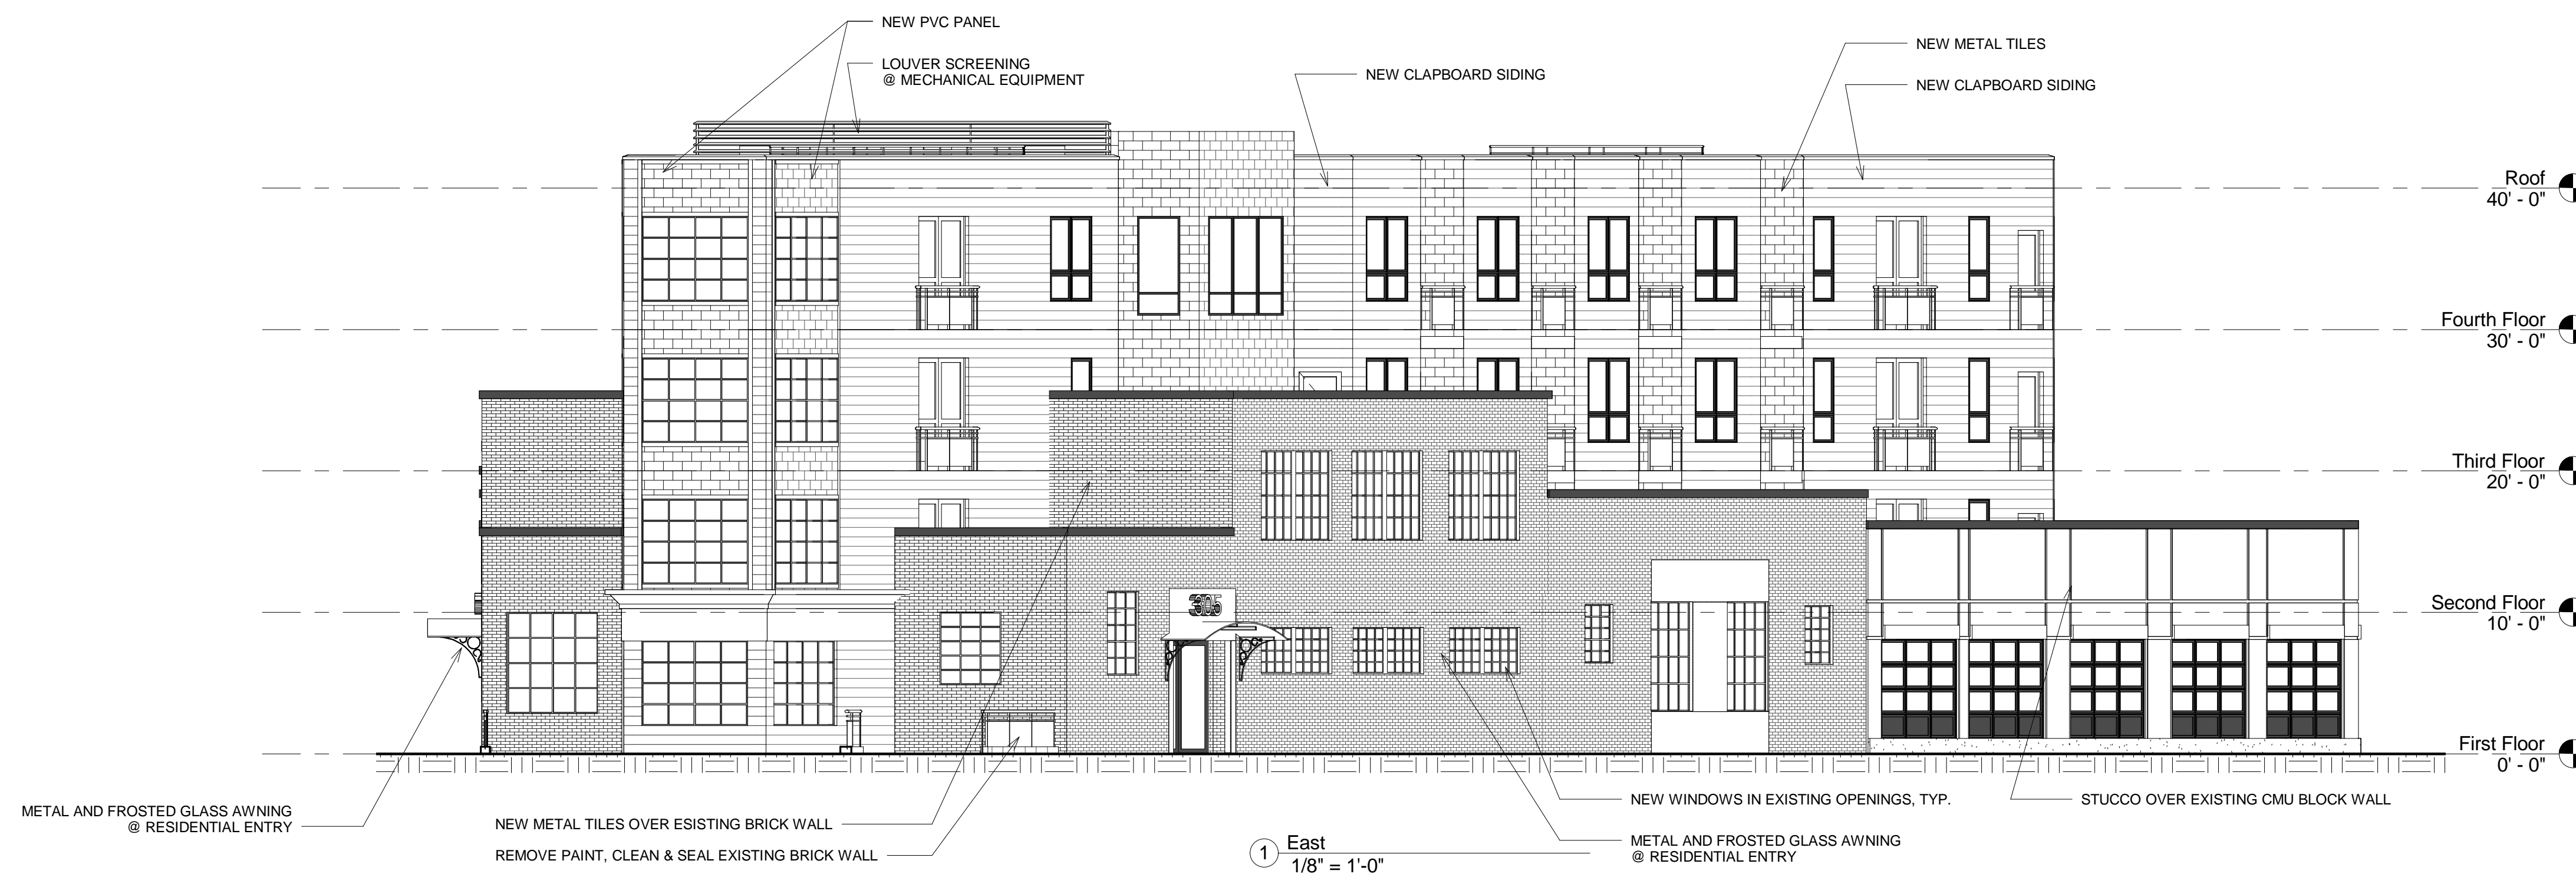 NEW PVC PANEL
LOUVER SCREENING
@ MECHANICAL EQUIPMENT
NEW CLAPBOARD SIDING
NEW METAL TILES
NEW CLAPBOARD SIDING
Roof
40' - 0"
Fourth Floor
30' - 0"
Third Floor
20' - 0"
Second Floor
10' - 0"
First Floor
0' - 0"
305
METAL AND FROSTED GLASS AWNING
@ RESIDENTIAL ENTRY
NEW METAL TILES OVER ESISTING BRICK WALL
REMOVE PAINT, CLEAN & SEAL EXISTING BRICK WALL
1
East
1/8" = 1'-0"
NEW WINDOWS IN EXISTING OPENINGS, TYP.
METAL AND FROSTED GLASS AWNING
@ RESIDENTIAL ENTRY
STUCCO OVER EXISTING CMU BLOCK WALL